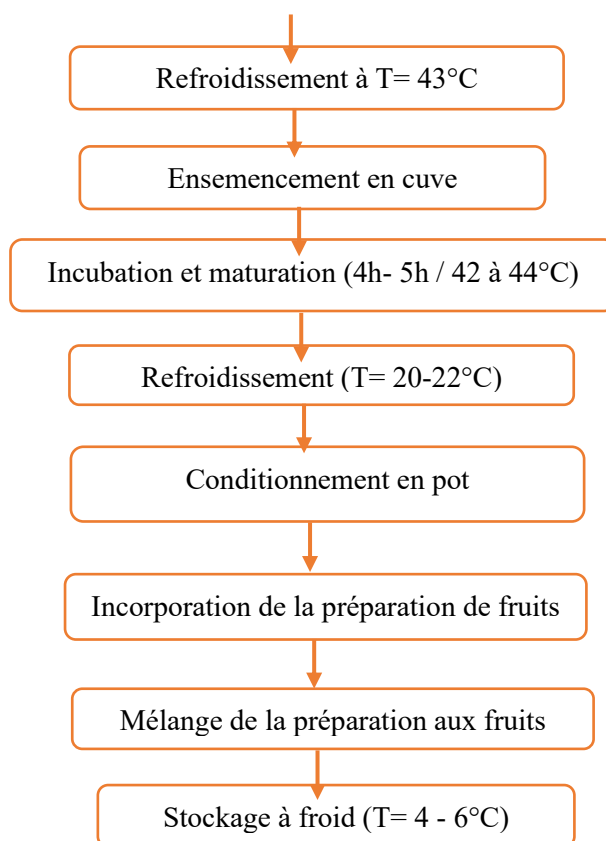 Refroidissement à T= 43°C
Ensemencement en cuve
Incubation et maturation (4h- 5h / 42 à 44°C)
Refroidissement (T= 20-22°C)
Conditionnement en pot
Incorporation de la préparation de fruits
Mélange de la préparation aux fruits
Stockage à froid (T= 4 - 6°C)